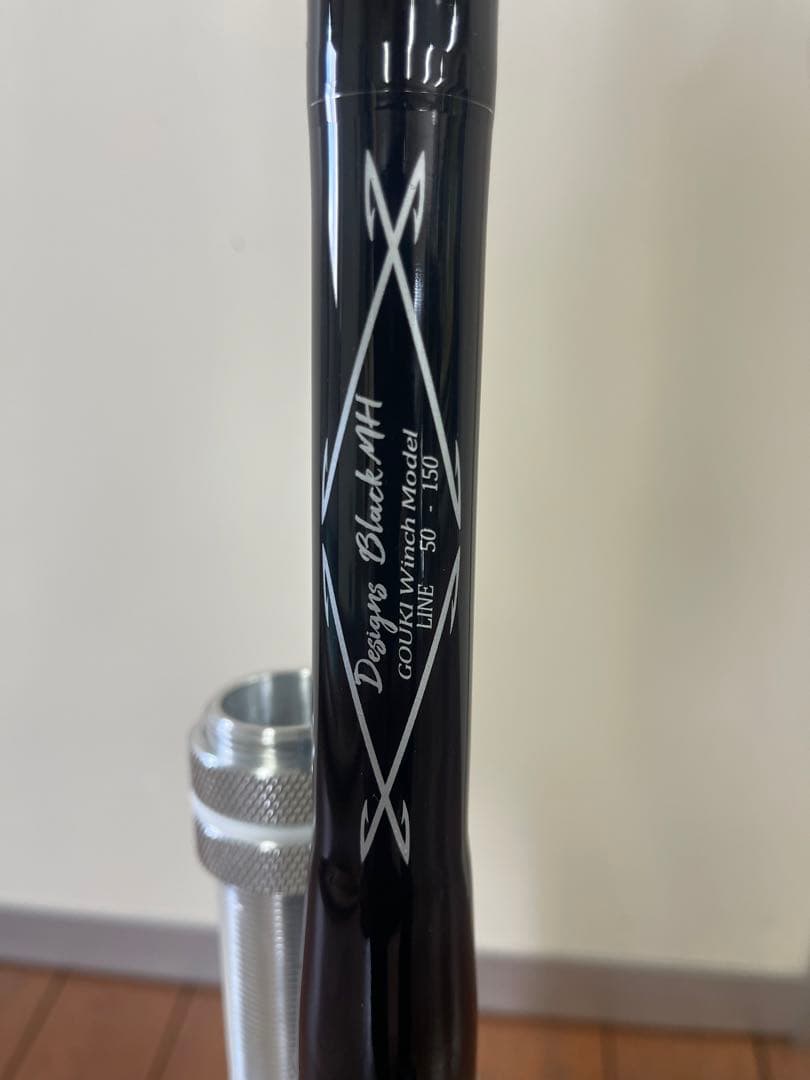 Designs Black MH
GOUKI Winch Model
LINE 50 - 150